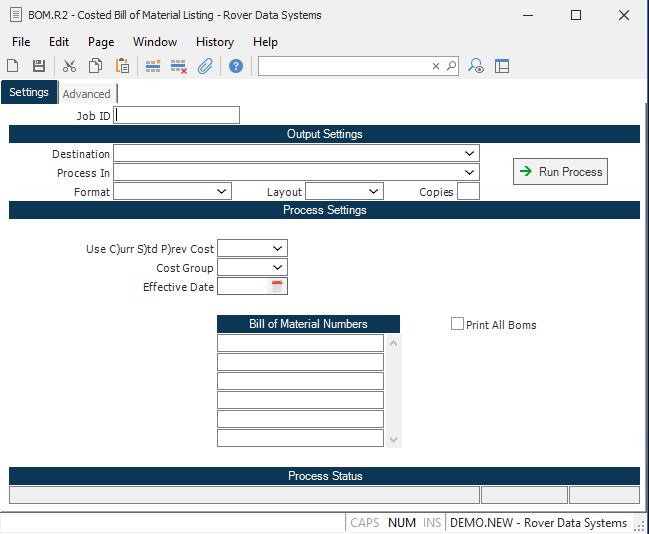 BOM.R2 - Costed Bill of Material Listing - Rover Data Systems
File Edit Page Window History Help
Settings Advanced
Job ID
Output Settings
Destination
Process In
Run Process
Format Layout Copies
Process Settings
Use C)urr S)td P)rev Cost
Cost Group
Effective Date
Bill of Material Numbers
Print All Boms
Process Status
CAPS NUM INS DEMO.NEW - Rover Data Systems